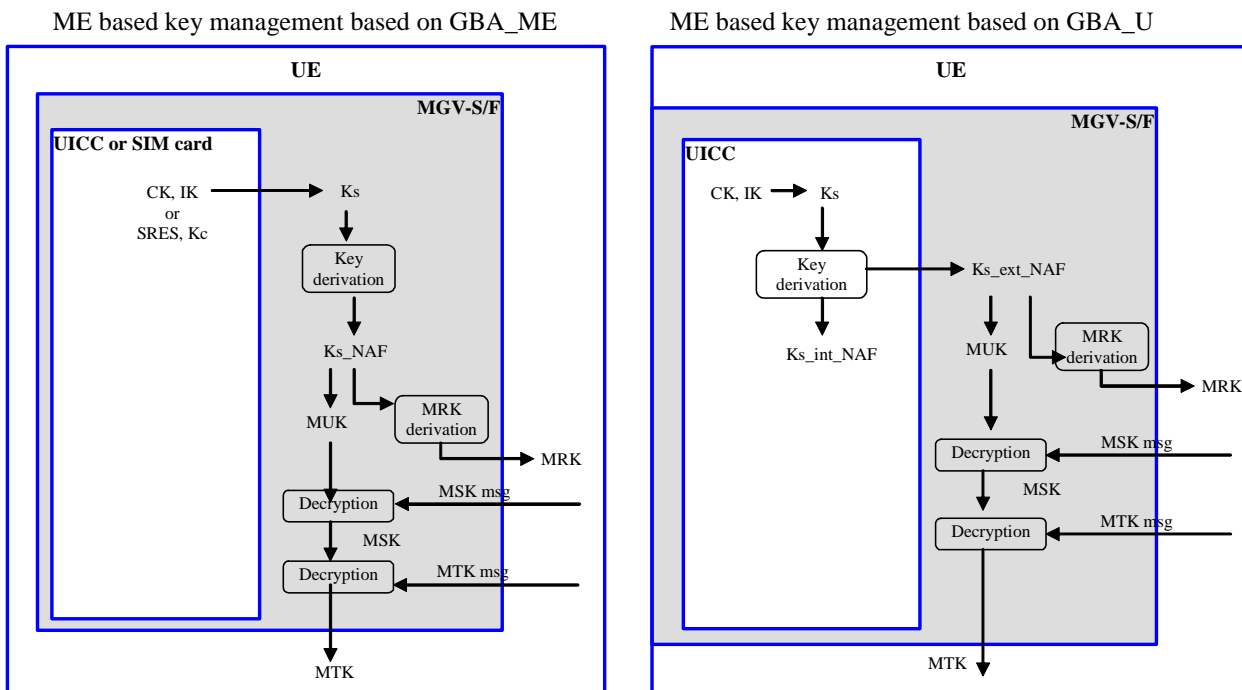 ME based key management based on GBA_ME
UE
MGV-S/F
UICC or SIM card
CK, IK
or
SRES, Kc
Ks
Key
derivation
Ks_NAF
MUK
MRK
derivation
MRK
Decryption
MSK msg
MSK
Decryption
MTK msg
MTK
ME based key management based on GBA_U
UE
MGV-S/F
UICC
CK, IK
Ks
Key
derivation
Ks_ext_NAF
Ks_int_NAF
MUK
MRK
derivation
MRK
Decryption
MSK msg
MSK
Decryption
MTK msg
MTK